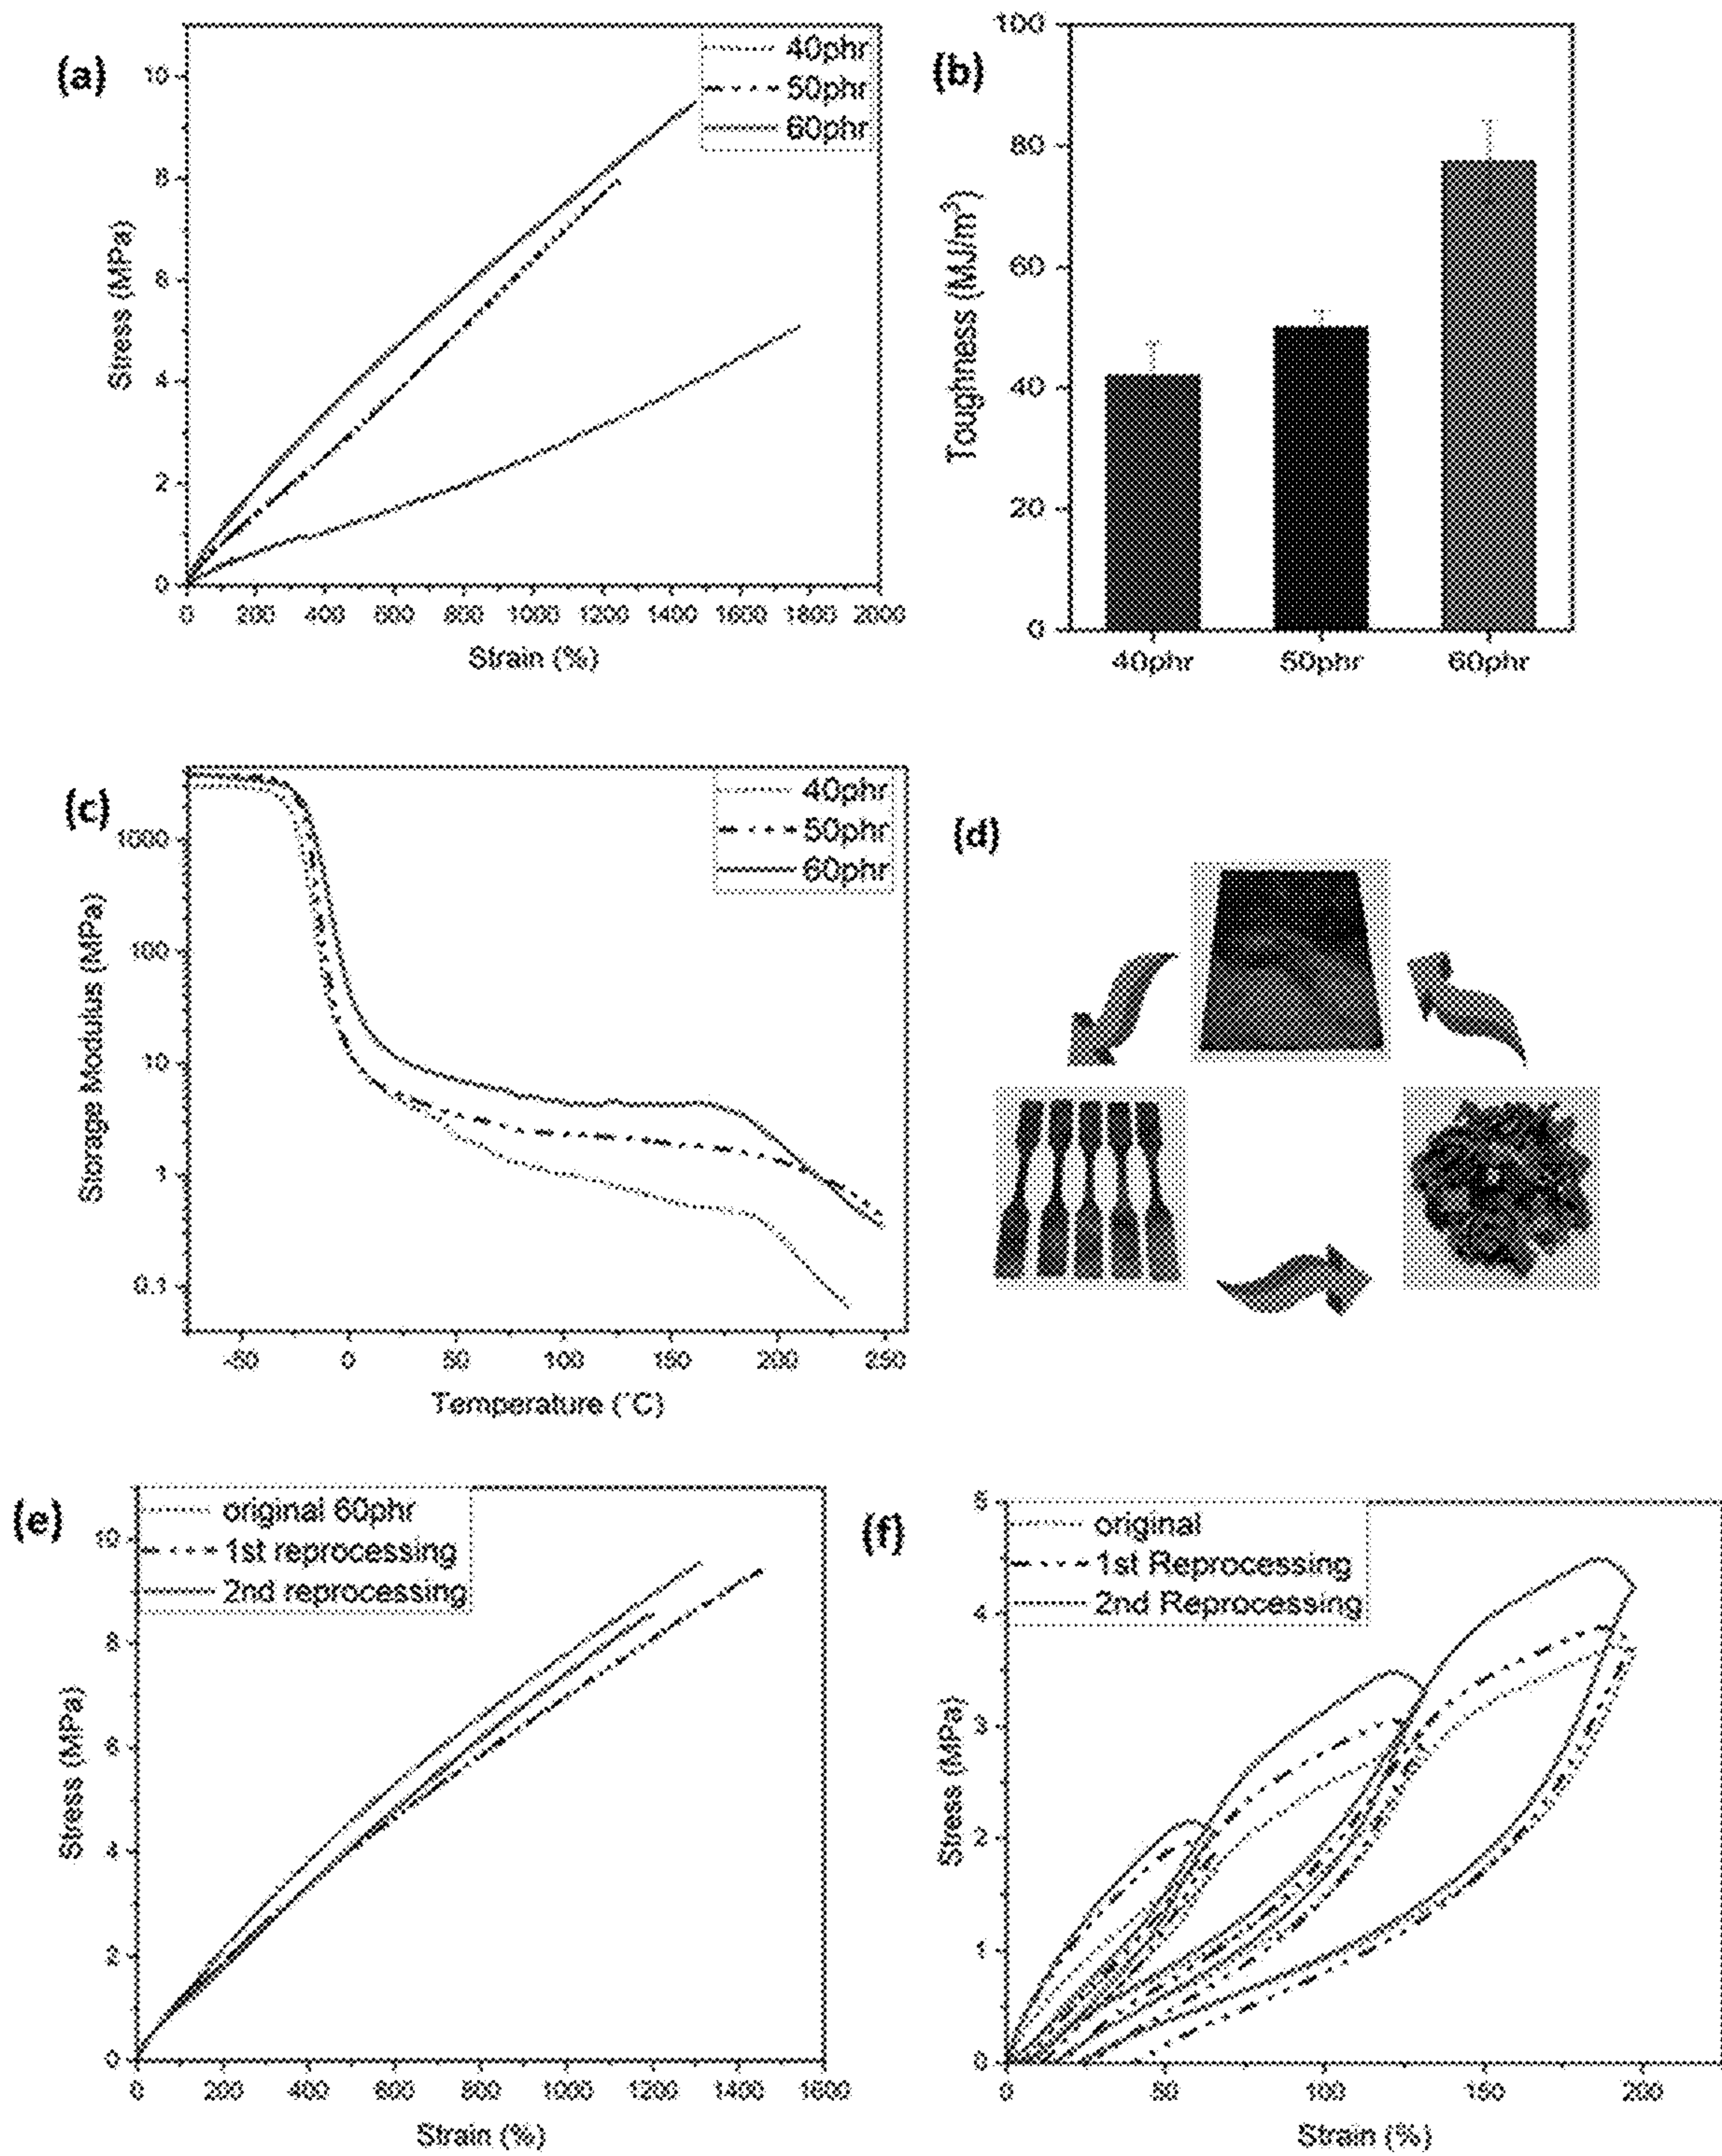 (a)
40phr
50phr
60phr
10
8
6
4
2
0
Stress (MPa)
0 200 400 600 800 1000 1200 1400 1600 1800 2000
Strain (%)
(b)
100
80
60
40
20
0
Toughness (MJ/m³)
40phr 50phr 60phr
(c)
40phr
50phr
60phr
1000
100
10
1
0.1
Storage Modulus (MPa)
-50 0 50 100 150 200 250
Temperature (°C)
(d)
(e)
original 60phr
1st reprocessing
2nd reprocessing
10
8
6
4
2
0
Stress (MPa)
0 200 400 600 800 1000 1200 1400 1600
Strain (%)
(f)
original
1st Reprocessing
2nd Reprocessing
5
4
3
2
1
0
Stress (MPa)
0 50 100 150 200
Strain (%)